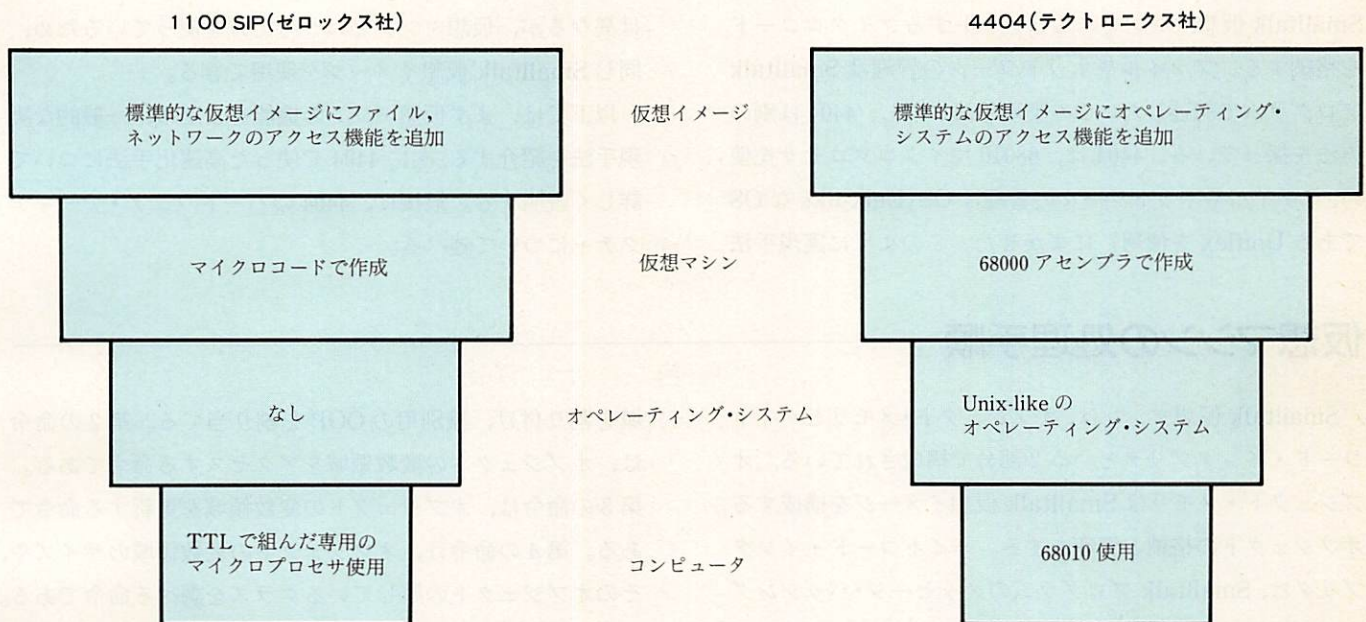 1100 SIP(ゼロックス社)
4404(テクトロニクス社)
標準的な仮想イメージにファイル,
ネットワークのアクセス機能を追加
仮想イメージ
標準的な仮想イメージにオペレーティング・
システムのアクセス機能を追加
マイクロコードで作成
仮想マシン
68000 アセンブラで作成
なし
オペレーティング・システム
Unix-like の
オペレーティング・システム
TTL で組んだ専用の
マイクロプロセサ使用
コンピュータ
68010 使用